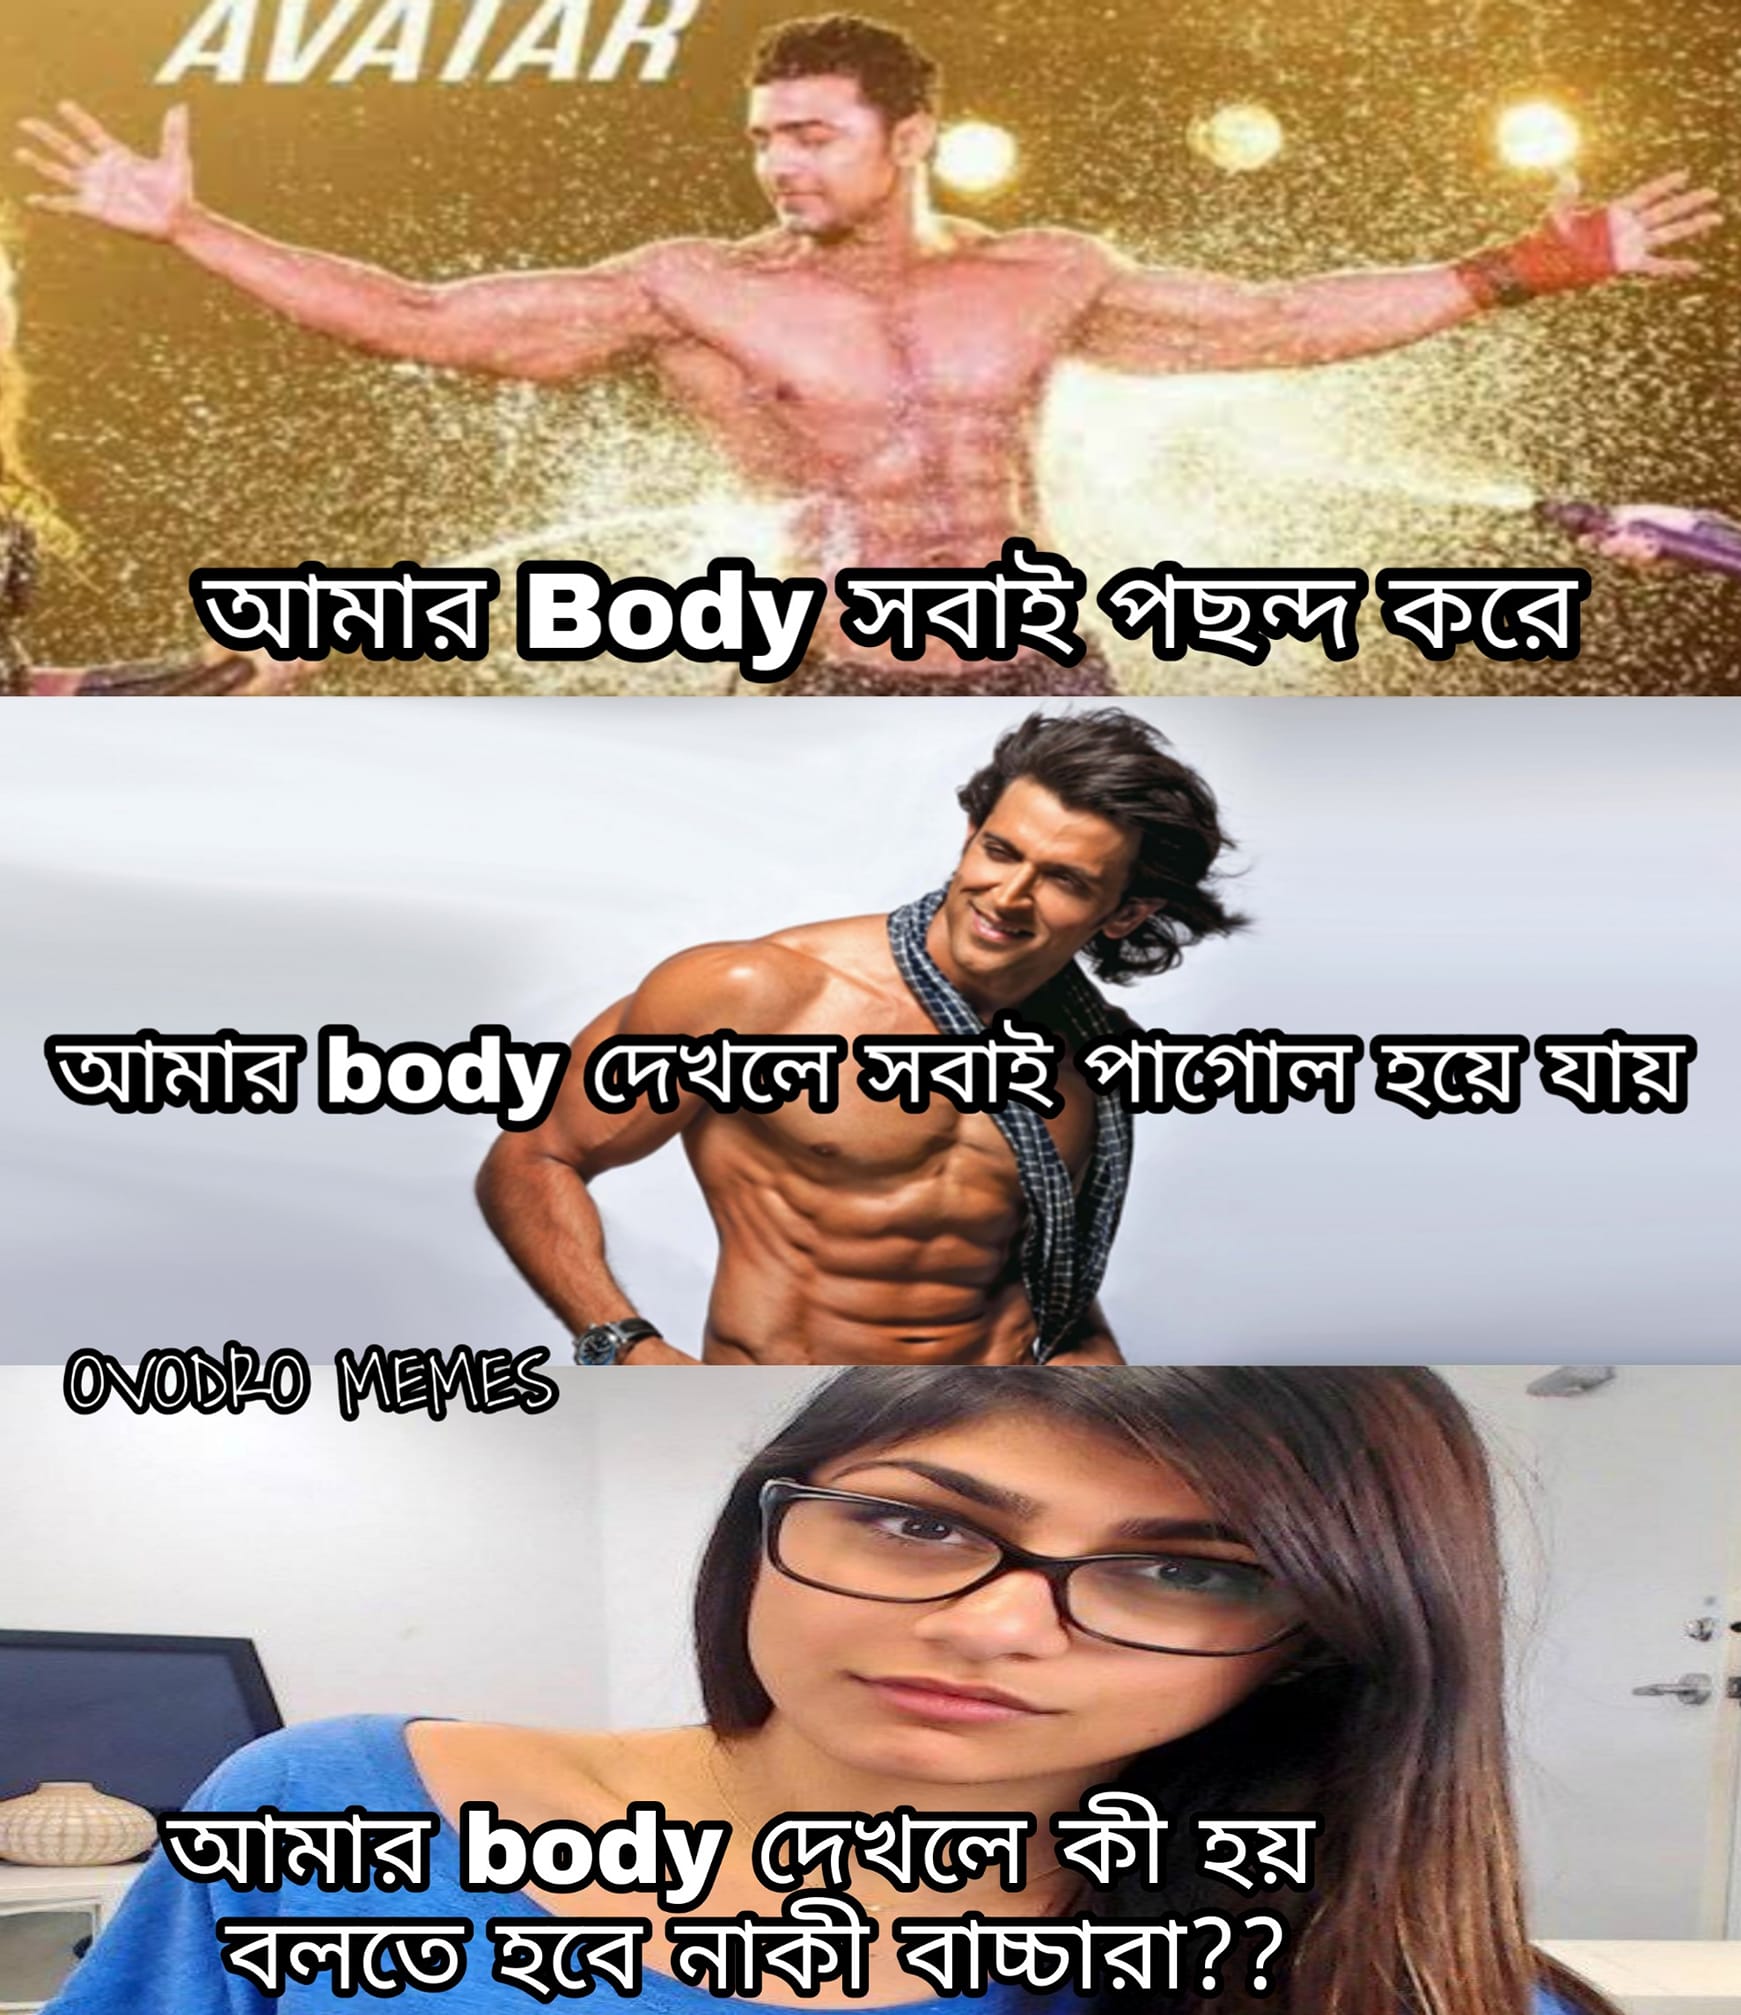 AVATAR
আমার Body সবাই পছন্দ করে
আমার body দেখলে সবাই পাগোল হয়ে যায়
OVODRO MEMES
আমার body দেখলে কী হয়
বলতে হবে নাকী বাচ্চারা??